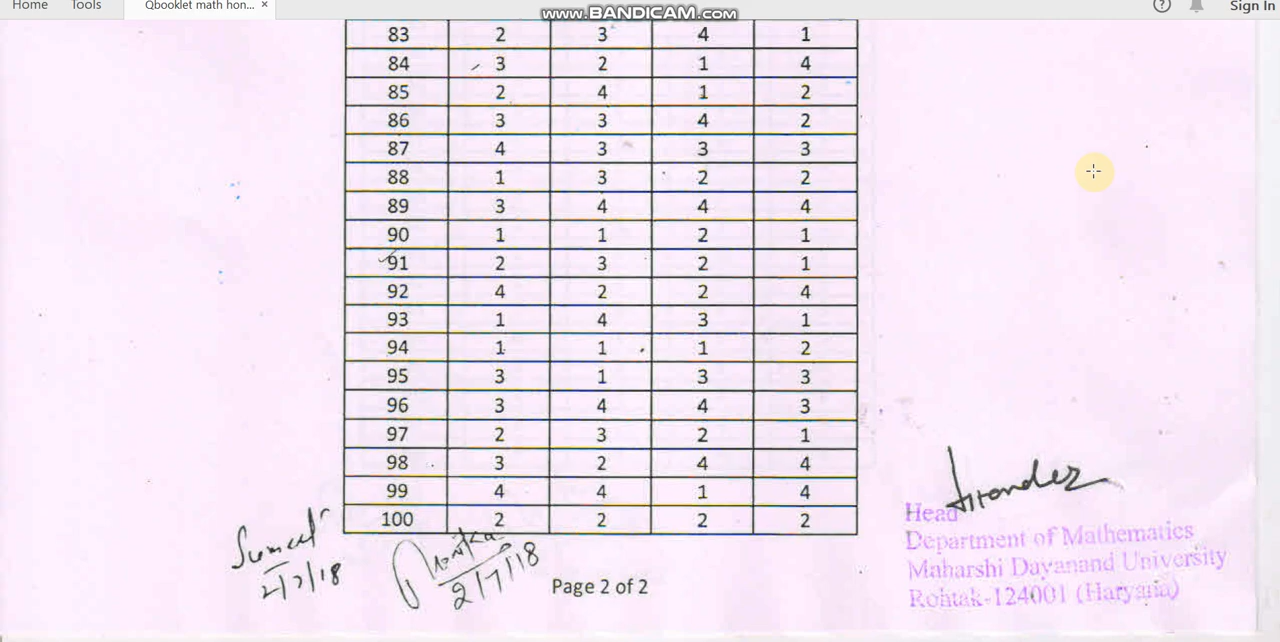 Home Tools Qbooklet math hon... × www.BANDICAM.com ? Sign In
83 2 3 4 1
84 3 2 1 4
85 2 4 1 2
86 3 3 4 2
87 4 3 3 3
88 1 3 2 2
89 3 4 4 4
90 1 1 2 1
91 2 3 2 1
92 4 2 2 4
93 1 4 3 1
94 1 1 1 2
95 3 1 3 3
96 3 4 4 3
97 2 3 2 1
98 3 2 4 4
99 4 4 1 4
100 2 2 2 2
2/7/18
2/7/18
Page 2 of 2
Head
Department of Mathematics
Maharshi Dayanand University
Rohtak-124001 (Haryana)